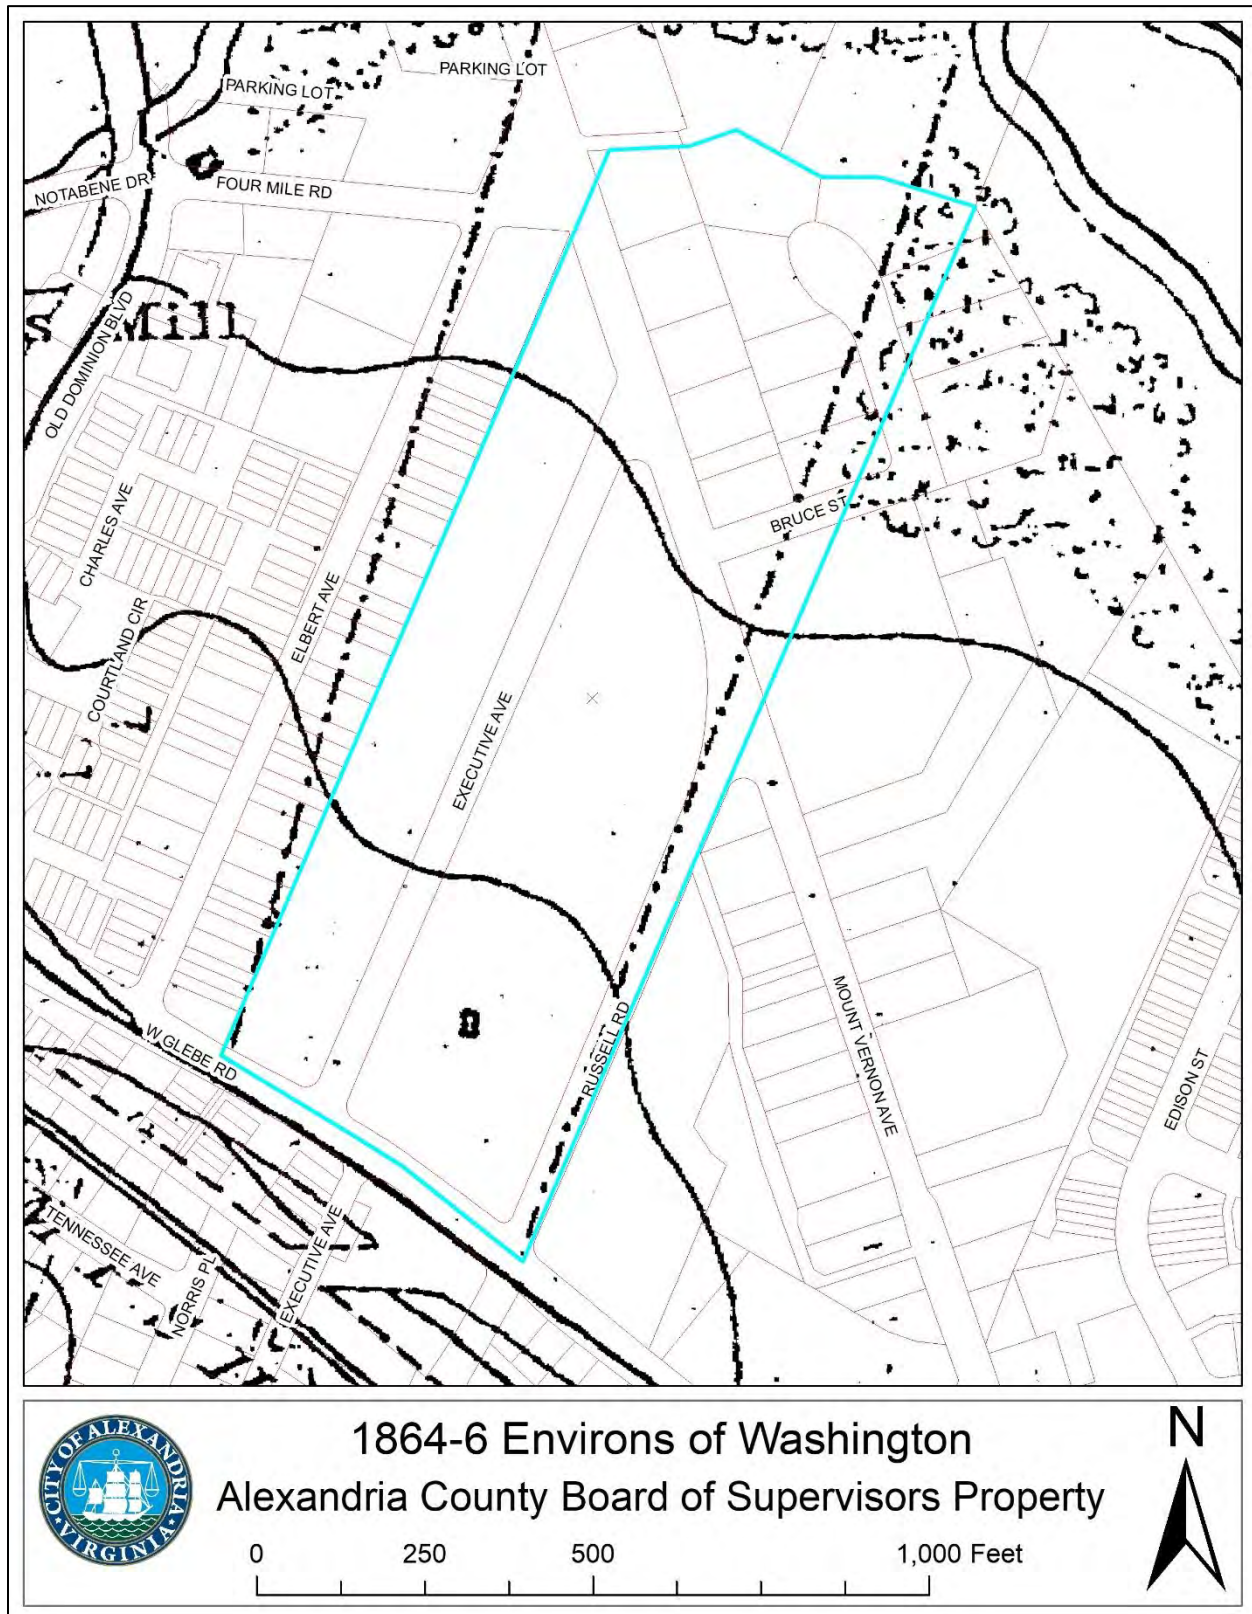 PARKING LOT
PARKING LOT
NOTABENE DR
FOUR MILE RD
s Mill
OLD DOMINION BLVD
CHARLES AVE
COURTLAND CIR
ELBERT AVE
EXECUTIVE AVE
BRUCE ST
W GLEBE RD
RUSSELL RD
MOUNT VERNON AVE
EDISON ST
TENNESSEE AVE
NORRIS PL
EXECUTIVE AVE
CITY OF ALEXANDRIA
VIRGINIA
1864-6 Environs of Washington
Alexandria County Board of Supervisors Property
0 250 500 1,000 Feet
N